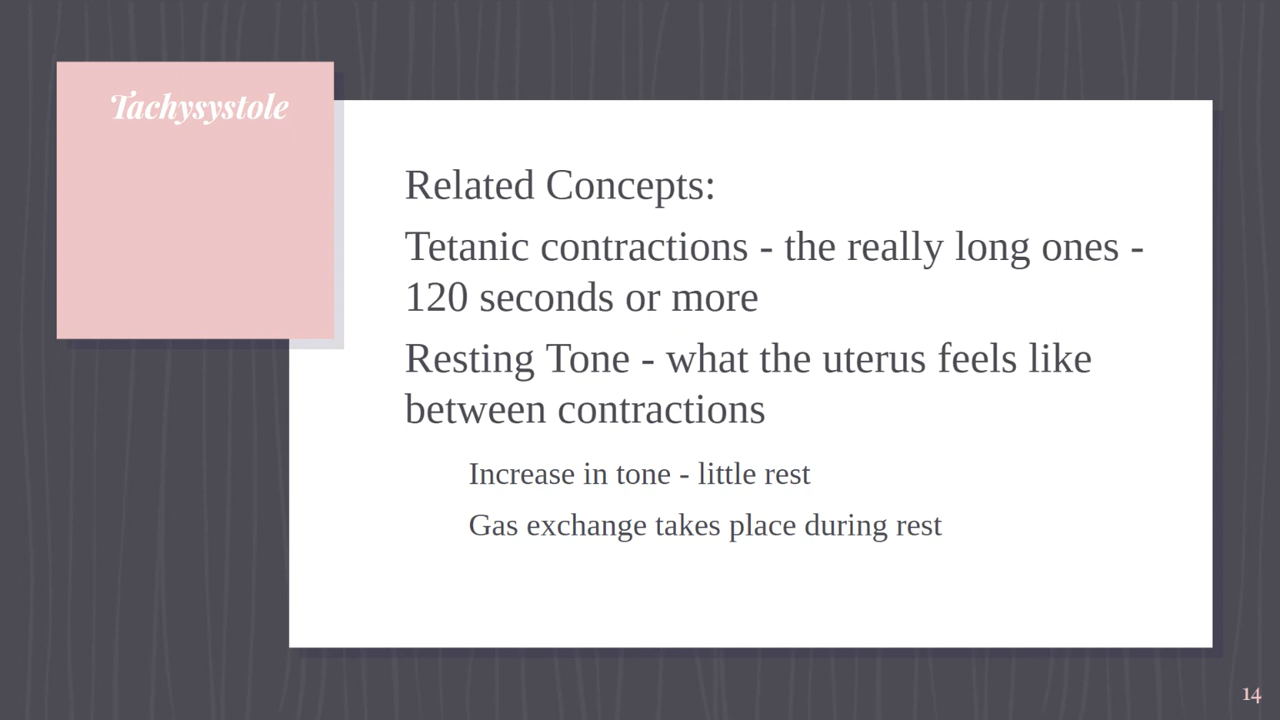 Tachysystole
Related Concepts:
Tetanic contractions - the really long ones -
120 seconds or more
Resting Tone - what the uterus feels like
between contractions
Increase in tone - little rest
Gas exchange takes place during rest
14